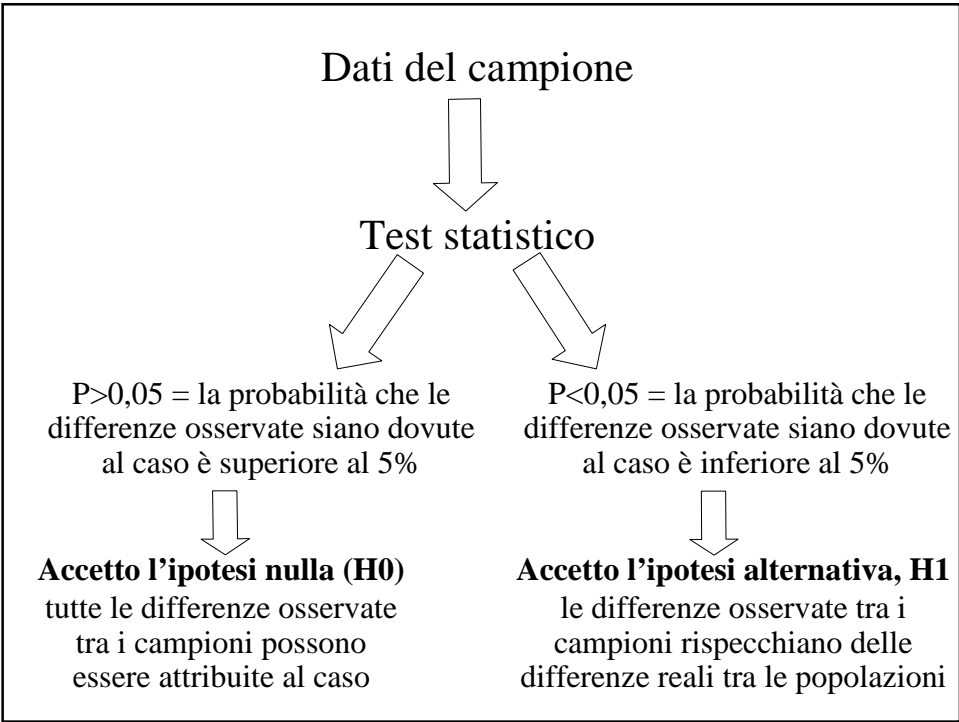 Dati del campione
Test statistico
P>0,05 = la probabilità che le
differenze osservate siano dovute
al caso è superiore al 5%
Accetto l’ipotesi nulla (H0)
tutte le differenze osservate
tra i campioni possono
essere attribuite al caso
P<0,05 = la probabilità che le
differenze osservate siano dovute
al caso è inferiore al 5%
Accetto l’ipotesi alternativa, H1
le differenze osservate tra i
campioni rispecchiano delle
differenze reali tra le popolazioni